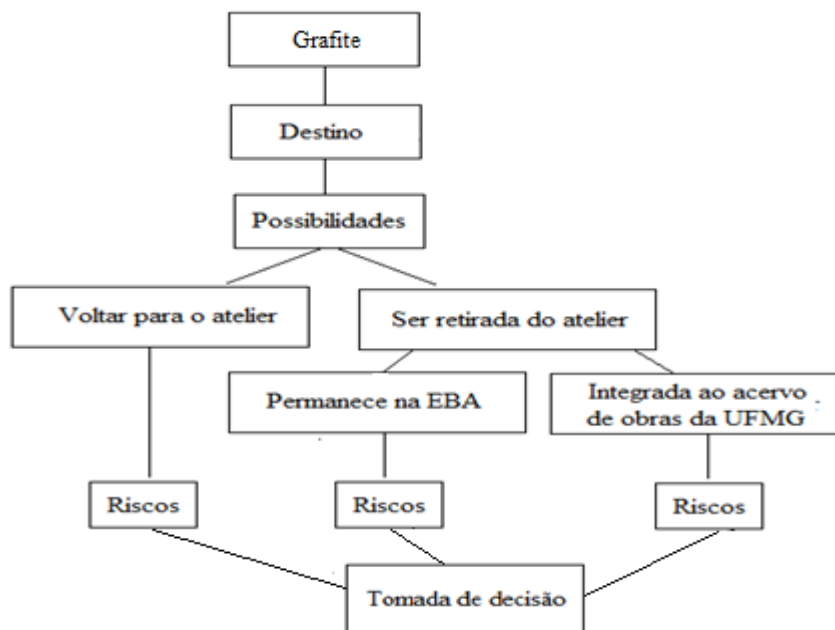 Grafite
Destino
Possibilidades
Voltar para o atelier
Ser retirada do atelier
Permanece na EBA
Integrada ao acervo
de obras da UFMG
Riscos
Riscos
Riscos
Tomada de decisão